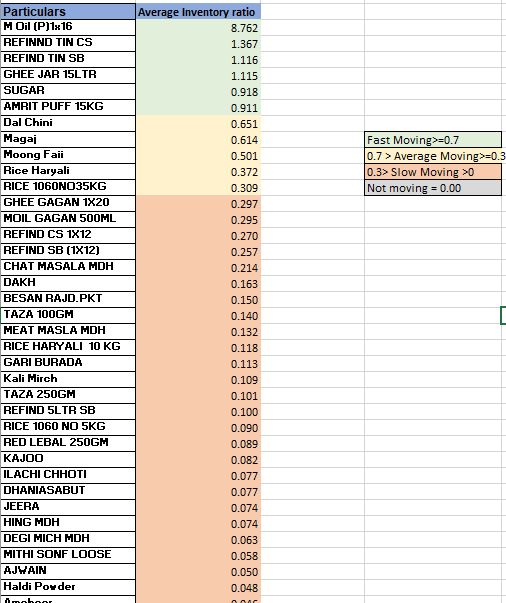 Particulars Average Inventory ratio
M Oil (P)1x16 8.762
REFINND TIN CS 1.367
REFIND TIN SB 1.116
GHEE JAR 15LTR 1.115
SUGAR 0.918
AMRIT PUFF 15KG 0.911
Dal Chini 0.651
Magaj 0.614
Moong Faii 0.501
Rice Haryali 0.372
RICE 1060NO35KG 0.309
GHEE GAGAN 1X20 0.297
MOIL GAGAN 500ML 0.295
REFIND CS 1X12 0.270
REFIND SB (1X12) 0.257
CHAT MASALA MDH 0.214
DAKH 0.163
BESAN RAJD.PKT 0.150
TAZA 100GM 0.140
MEAT MASLA MDH 0.132
RICE HARYALI 10 KG 0.118
GARI BURADA 0.113
Kali Mirch 0.109
TAZA 250GM 0.101
REFIND 5LTR SB 0.100
RICE 1060 NO 5KG 0.090
RED LEBAL 250GM 0.089
KAJOO 0.082
ILACHI CHHOTI 0.077
DHANIASABUT 0.077
JEERA 0.074
HING MDH 0.074
DEGI MICH MDH 0.063
MITHI SONF LOOSE 0.058
AJWAIN 0.050
Haldi Powder 0.048
Fast Moving>=0.7
0.7 > Average Moving>=0.3
0.3> Slow Moving >0
Not moving = 0.00